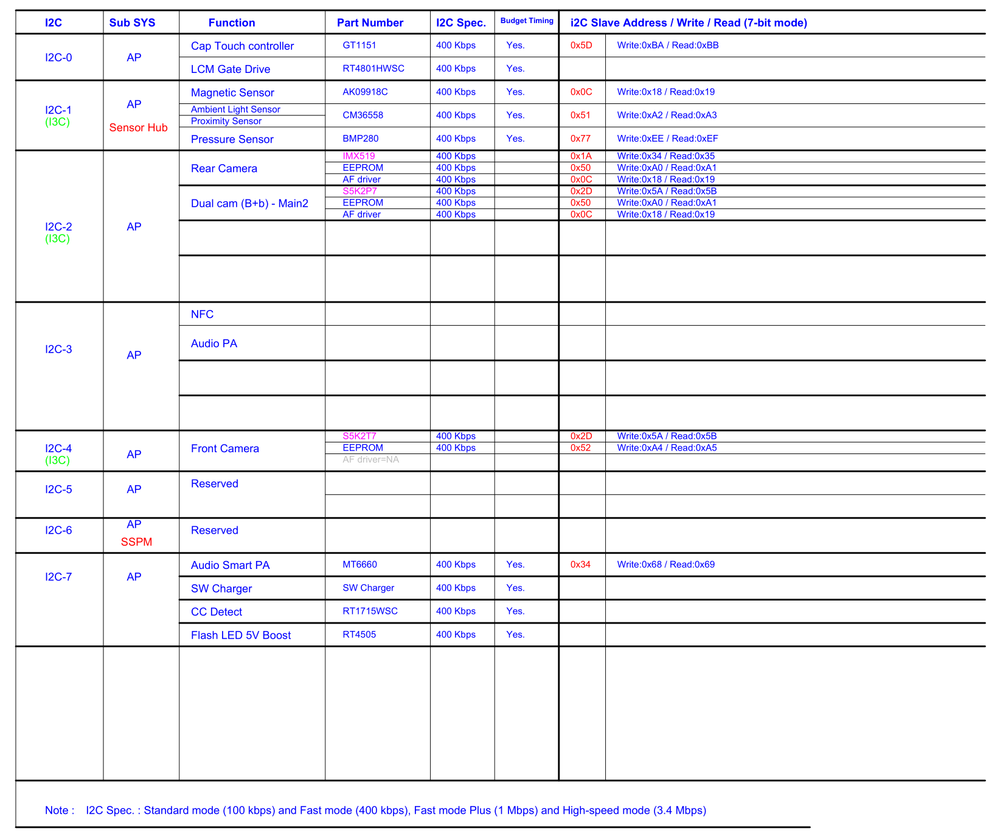 I2C Sub SYS Function Part Number I2C Spec. Budget Timing i2C Slave Address / Write / Read (7-bit mode)
I2C-0 AP Cap Touch controller GT1151 400 Kbps Yes. 0x5D Write:0xBA / Read:0xBB
LCM Gate Drive RT4801HWSC 400 Kbps Yes.
I2C-1 (I3C) AP Sensor Hub Magnetic Sensor AK09918C 400 Kbps Yes. 0x0C Write:0x18 / Read:0x19
Ambient Light Sensor
Proximity Sensor CM36558 400 Kbps Yes. 0x51 Write:0xA2 / Read:0xA3
Pressure Sensor BMP280 400 Kbps Yes. 0x77 Write:0xEE / Read:0xEF
I2C-2 (I3C) AP Rear Camera IMX519 400 Kbps 0x1A Write:0x34 / Read:0x35
EEPROM 400 Kbps 0x50 Write:0xA0 / Read:0xA1
AF driver 400 Kbps 0x0C Write:0x18 / Read:0x19
Dual cam (B+b) - Main2 S5K2P7 400 Kbps 0x2D Write:0x5A / Read:0x5B
EEPROM 400 Kbps 0x50 Write:0xA0 / Read:0xA1
AF driver 400 Kbps 0x0C Write:0x18 / Read:0x19
I2C-3 AP NFC
Audio PA
I2C-4 (I3C) AP Front Camera S5K2T7 400 Kbps 0x2D Write:0x5A / Read:0x5B
EEPROM 400 Kbps 0x52 Write:0xA4 / Read:0xA5
AF driver=NA
I2C-5 AP Reserved
I2C-6 AP SSPM Reserved
I2C-7 AP Audio Smart PA MT6660 400 Kbps Yes. 0x34 Write:0x68 / Read:0x69
SW Charger SW Charger 400 Kbps Yes.
CC Detect RT1715WSC 400 Kbps Yes.
Flash LED 5V Boost RT4505 400 Kbps Yes.
Note : I2C Spec. : Standard mode (100 kbps) and Fast mode (400 kbps), Fast mode Plus (1 Mbps) and High-speed mode (3.4 Mbps)